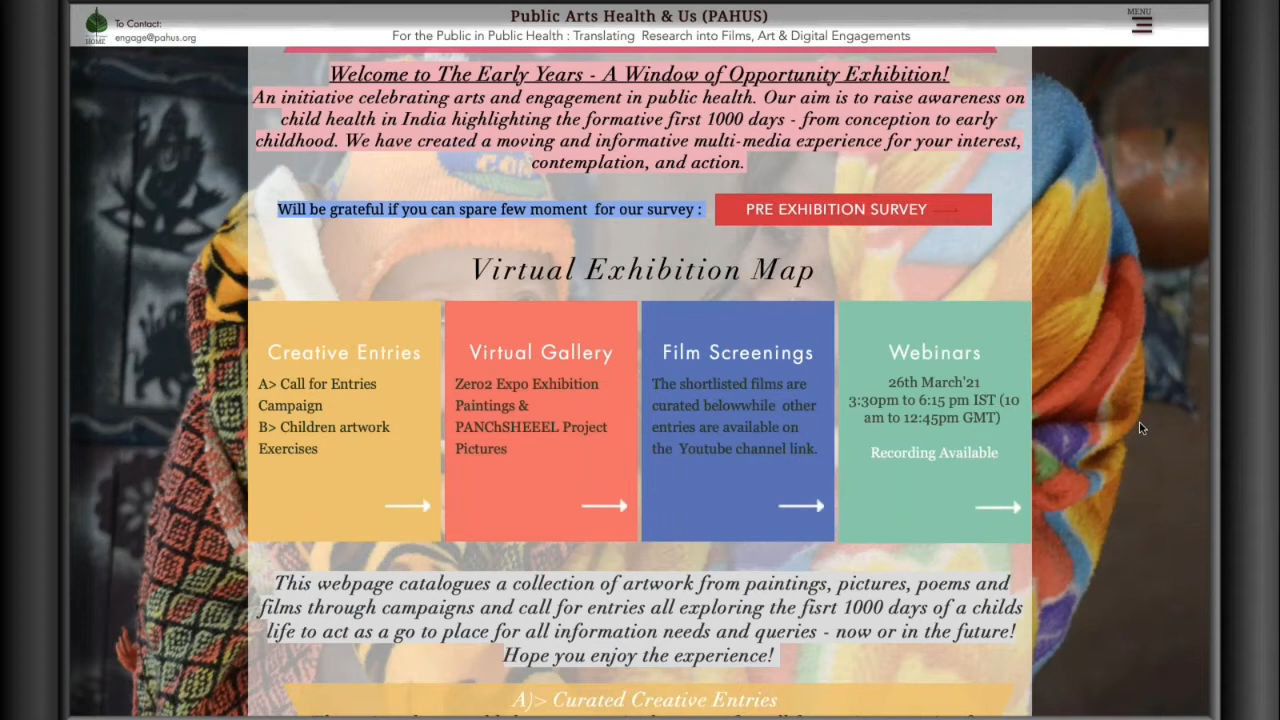 Public Arts Health & Us (PAHUS)
MENU
To Contact:
engage@pahus.org
HOME
For the Public in Public Health : Translating Research into Films, Art & Digital Engagements
Welcome to The Early Years - A Window of Opportunity Exhibition!
An initiative celebrating arts and engagement in public health. Our aim is to raise awareness on
child health in India highlighting the formative first 1000 days - from conception to early
childhood. We have created a moving and informative multi-media experience for your interest,
contemplation, and action.
Will be grateful if you can spare few moment for our survey :
PRE EXHIBITION SURVEY
Virtual Exhibition Map
Creative Entries
A> Call for Entries
Campaign
B> Children artwork
Exercises
Virtual Gallery
Zero2 Expo Exhibition
Paintings &
PANChSHEEEL Project
Pictures
Film Screenings
The shortlisted films are
curated belowwhile other
entries are available on
the Youtube channel link.
Webinars
26th March'21
3:30pm to 6:15 pm IST (10
am to 12:45pm GMT)
Recording Available
This webpage catalogues a collection of artwork from paintings, pictures, poems and
films through campaigns and call for entries all exploring the fisrt 1000 days of a childs
life to act as a go to place for all information needs and queries - now or in the future!
Hope you enjoy the experience!
A)> Curated Creative Entries